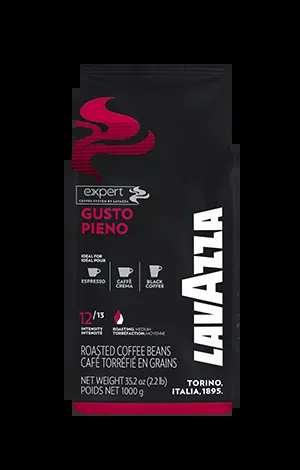 expert
COFFEE SYSTEM BY LAVAZZA
GUSTO
PIENO
IDEAL FOR
IDÉAL POUR
ESPRESSO
CAFFÈ
CREMA
BLACK
COFFEE
12/13
INTENSITY
INTENSITÉ
ROASTING: MEDIUM
TORRÉFACTION: MOYENNE
ROASTED COFFEE BEANS
CAFÉ TORRÉFIÉ EN GRAINS
NET WEIGHT 35.2 oz (2.2 lb)
POIDS NET 1000 g
LAVAZZA
TORINO,
ITALIA, 1895.